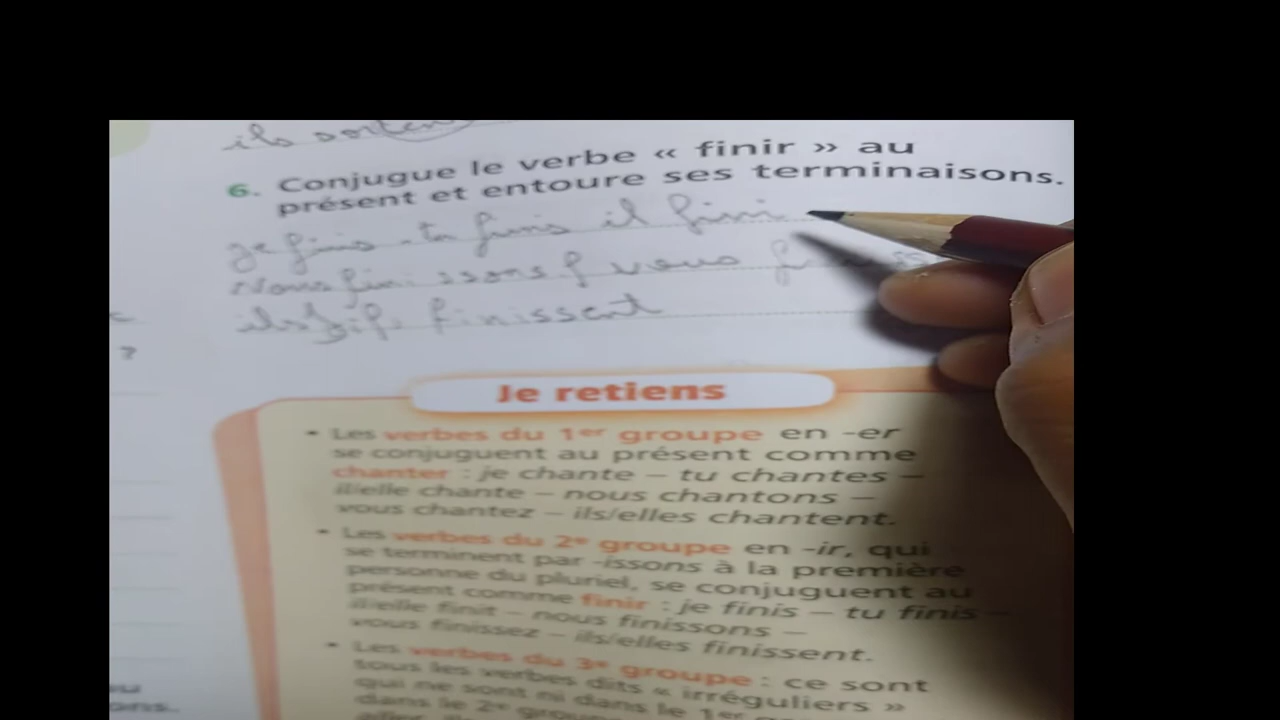 ils sortent
6. Conjugue le verbe « finir » au
présent et entoure ses terminaisons.
Je finis tu finis il fini
Nous finissons vous
ils finissent
?
Je retiens
• Les verbes du 1er groupe en -er
se conjuguent au présent comme
chanter : je chante – tu chantes –
il/elle chante – nous chantons –
vous chantez – ils/elles chantent.
• Les verbes du 2e groupe en -ir, qui
se terminent par -issons à la première
personne du pluriel, se conjuguent au
présent comme finir : je finis – tu finis –
il/elle finit – nous finissons –
vous finissez – ils/elles finissent.
• Les verbes du 3e groupe : ce sont
tous les verbes dits « irréguliers »
qui ne sont ni dans le 1er
dans le 2e
ons.